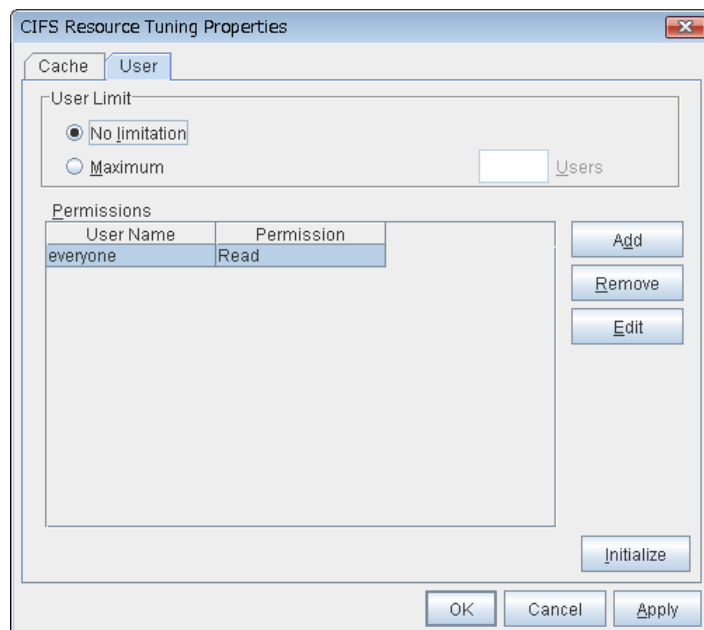 CIFS Resource Tuning Properties
Cache User
User Limit
No limitation
Maximum Users
Permissions
User Name Permission
everyone Read
Add
Remove
Edit
Initialize
OK Cancel Apply